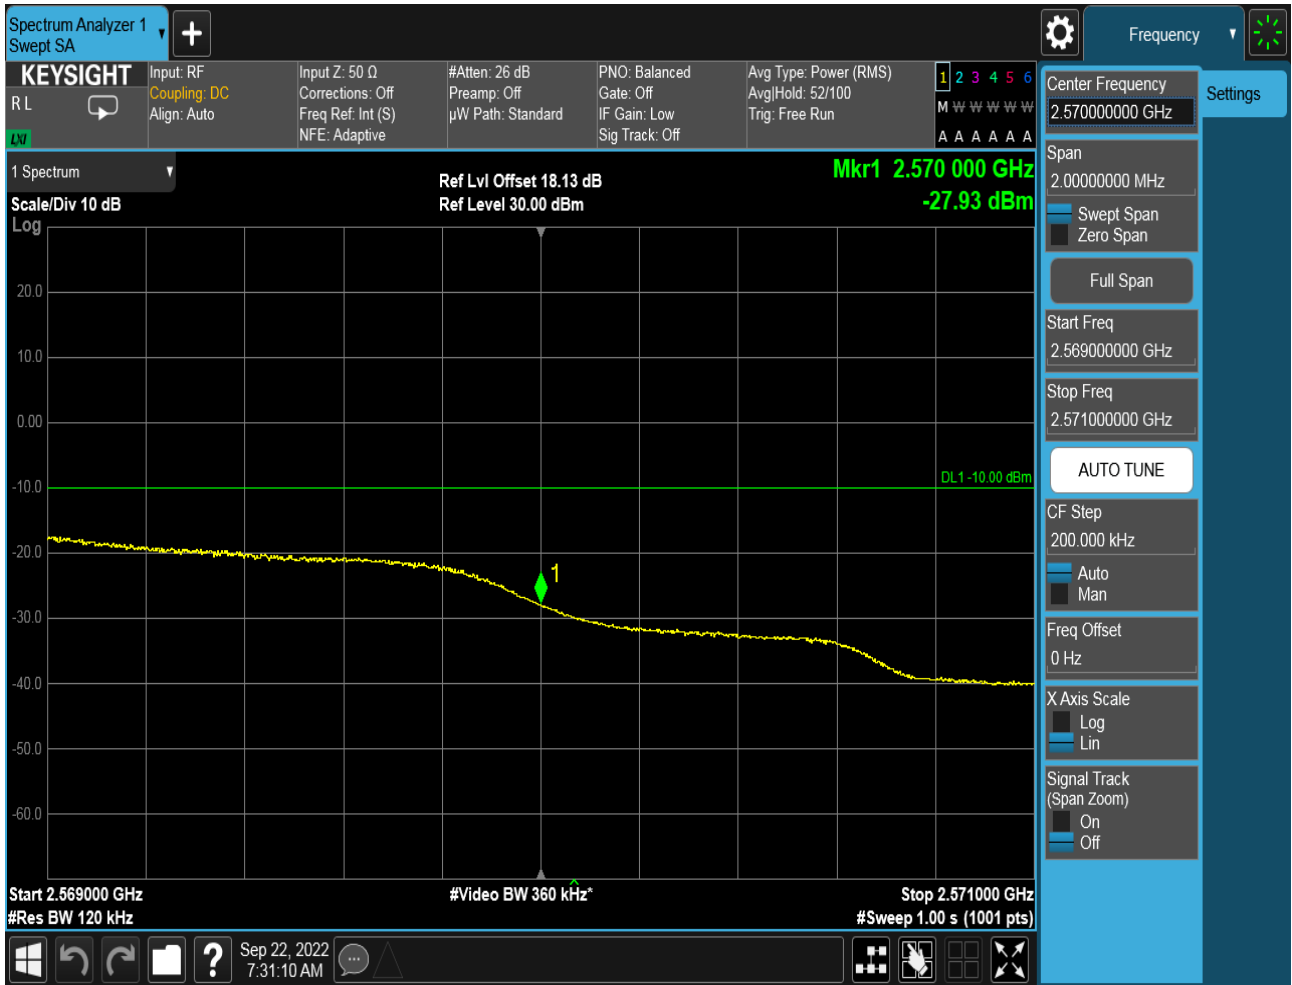 Spectrum Analyzer 1
Swept SA
Frequency
KEYSIGHT
R L
LXI
Input: RF
Coupling: DC
Align: Auto
Input Z: 50 Ω
Corrections: Off
Freq Ref: Int (S)
NFE: Adaptive
#Atten: 26 dB
Preamp: Off
µW Path: Standard
PNO: Balanced
Gate: Off
IF Gain: Low
Sig Track: Off
Avg Type: Power (RMS)
Avg|Hold: 52/100
Trig: Free Run
1 2 3 4 5 6
M W W W W W
A A A A A A
1 Spectrum
Scale/Div 10 dB
Log
Ref Lvl Offset 18.13 dB
Ref Level 30.00 dBm
Mkr1 2.570 000 GHz
-27.93 dBm
20.0
10.0
0.00
-10.0
-20.0
-30.0
-40.0
-50.0
-60.0
DL1 -10.00 dBm
1
Start 2.569000 GHz
#Res BW 120 kHz
#Video BW 360 kHz*
Stop 2.571000 GHz
#Sweep 1.00 s (1001 pts)
Center Frequency
2.570000000 GHz
Settings
Span
2.00000000 MHz
Swept Span
Zero Span
Full Span
Start Freq
2.569000000 GHz
Stop Freq
2.571000000 GHz
AUTO TUNE
CF Step
200.000 kHz
Auto
Man
Freq Offset
0 Hz
X Axis Scale
Log
Lin
Signal Track
(Span Zoom)
On
Off
?
Sep 22, 2022
7:31:10 AM